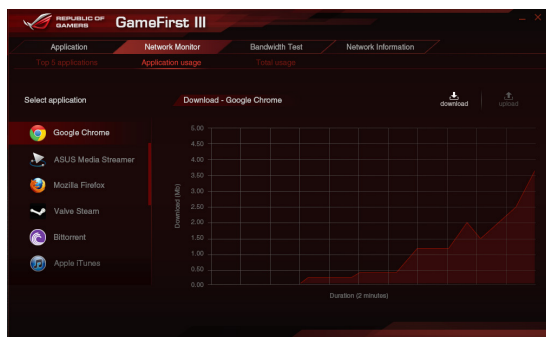 REPUBLIC OF
GAMERS
GameFirst III
Application Network Monitor Bandwidth Test Network Information
Top 5 applications Application usage Total usage
Select application
Download - Google Chrome
download
upload
Google Chrome
ASUS Media Streamer
Mozilla Firefox
Valve Steam
Bittorrent
Apple iTunes
Download (Mb)
5.00
4.50
4.00
3.50
3.00
2.50
2.00
1.50
1.00
0.50
0.00
Duration (2 minutes)